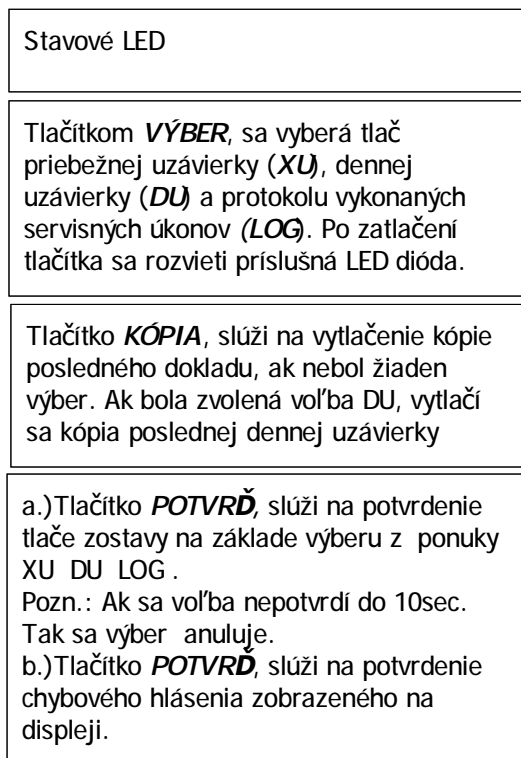 Stavové LED
Tlačítkom VÝBER, sa vyberá tlač
priebežnej uzávierky (XU), dennej
uzávierky (DU) a protokolu vykonaných
servisných úkonov (LOG). Po zatlačení
tlačítka sa rozvieti príslušná LED dióda.
Tlačítko KÓPIA, slúži na vytlačenie kópie
posledného dokladu, ak nebol žiaden
výber. Ak bola zvolená voľba DU, vytlačí
sa kópia poslednej dennej uzávierky
a.)Tlačítko POTVRĎ, slúži na potvrdenie
tlače zostavy na základe výberu z ponuky
XU DU LOG .
Pozn.: Ak sa voľba nepotvrdí do 10sec.
Tak sa výber anuluje.
b.)Tlačítko POTVRĎ, slúži na potvrdenie
chybového hlásenia zobrazeného na
displeji.